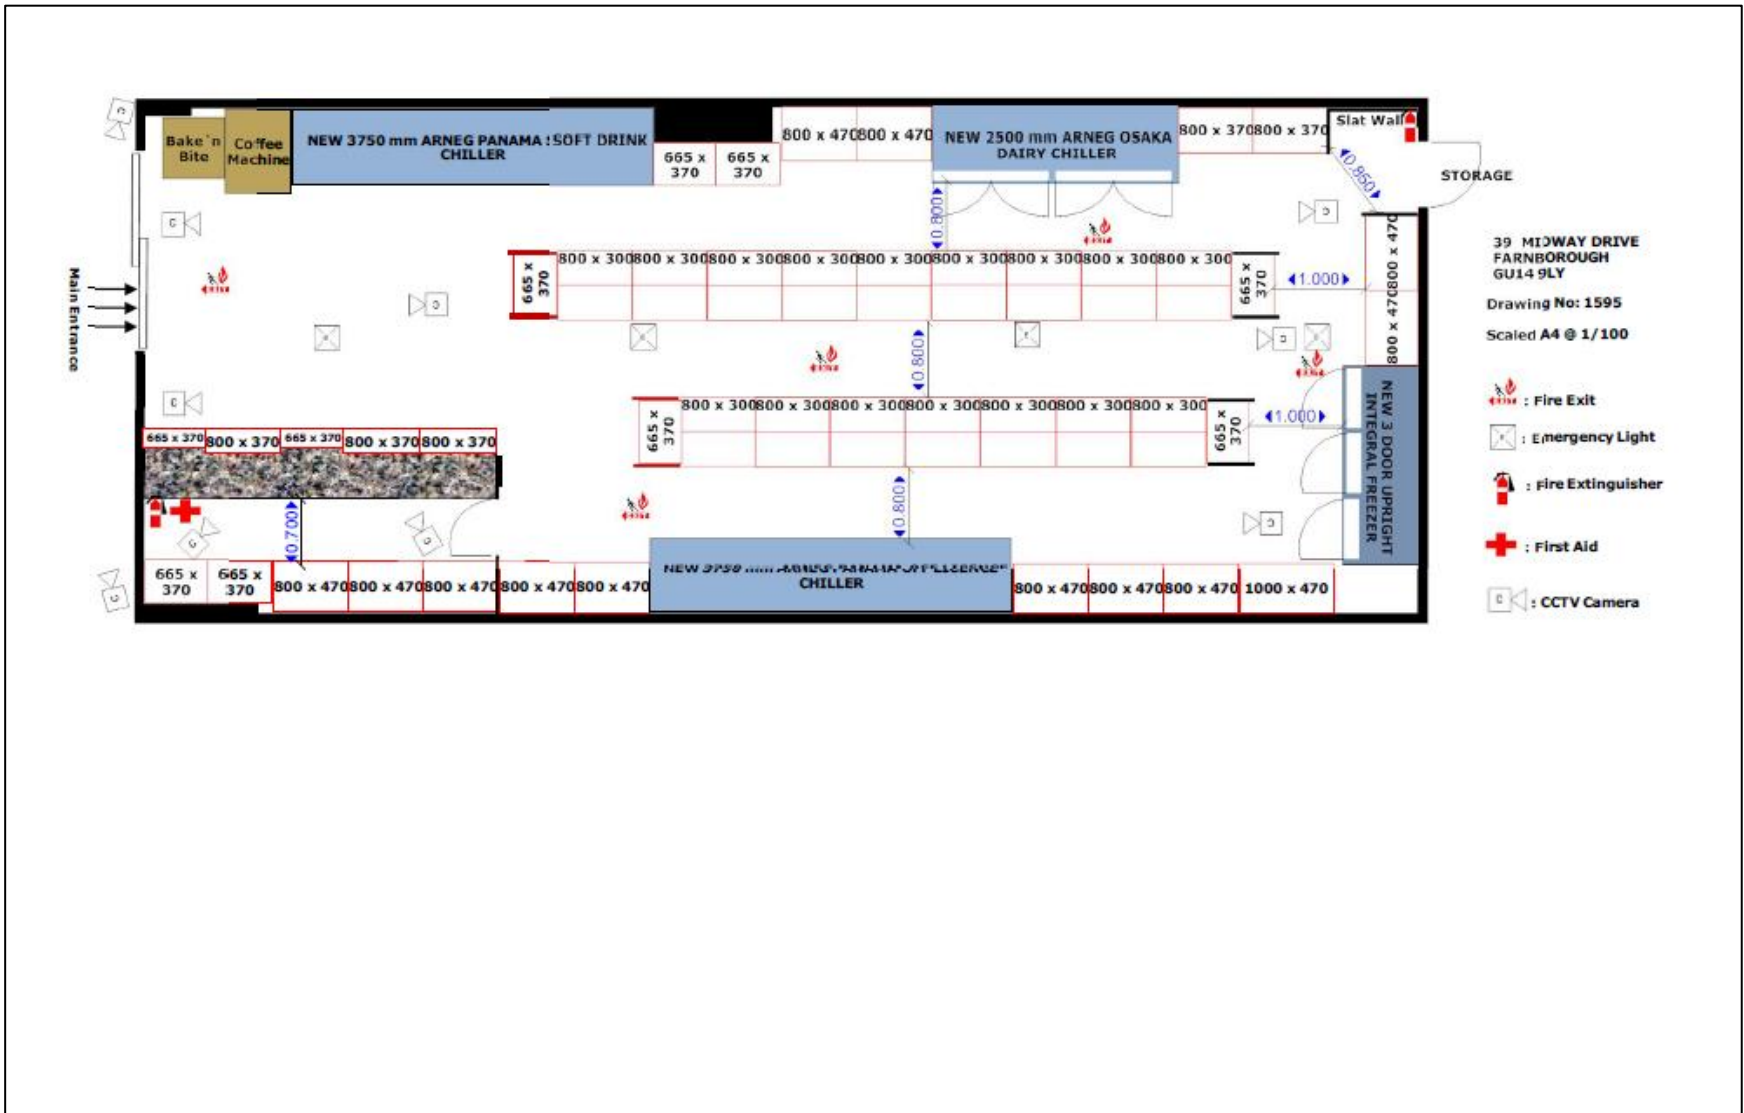 Bake`n
Bite
Coffee
Machine
NEW 3750 mm ARNEG PANAMA SOFT DRINK
CHILLER
665 x
370
665 x
370
800 x 470
800 x 470
NEW 2500 mm ARNEG OSAKA
DAIRY CHILLER
800 x 370
800 x 370
Slat Wall
0.850
STORAGE
0.800
Main Entrance
665 x
370
800 x 300
800 x 300
800 x 300
800 x 300
800 x 300
800 x 300
800 x 300
800 x 300
800 x 300
665 x
370
1.000
800 x 470
800 x 470
39 MIDWAY DRIVE
FARNBOROUGH
GU14 9LY
Drawing No: 1595
Scaled A4 @ 1/100
0.800
665 x
370
800 x 300
800 x 300
800 x 300
800 x 300
800 x 300
800 x 300
800 x 300
665 x
370
1.000
NEW 3 DOOR UPRIGHT
INTEGRAL FREEZER
: Fire Exit
: Emergency Light
: Fire Extinguisher
: First Aid
: CCTV Camera
665 x 370
800 x 370
665 x 370
800 x 370
800 x 370
0.700
0.800
665 x
370
665 x
370
800 x 470
800 x 470
800 x 470
800 x 470
800 x 470
NEW 3750 mm
CHILLER
800 x 470
800 x 470
800 x 470
1000 x 470